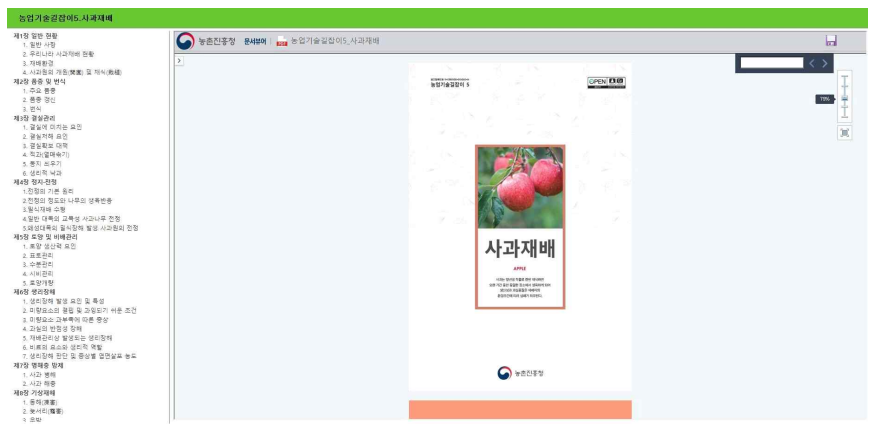 농업기술길잡이5.사과재배
제1장 일반 현황
1. 일반 사항
2. 우리나라 사과재배 현황
3. 재배환경
4. 사과원의 개원(開園) 및 재식(栽植)
제2장 품종 및 번식
1. 주요 품종
2. 품종 갱신
3. 번식
제3장 결실관리
1. 결실에 미치는 요인
2. 결실저해 요인
3. 결실확보 대책
4. 적과(열매솎기)
5. 봉지 씌우기
6. 생리적 낙과
제4장 정지·전정
1.전정의 기본 원리
2.전정의 정도와 나무의 생육반응
3.밀식재배 수형
4.일반 대목의 교목성 사과나무 전정
5.왜성대목의 밀식장해 발생 사과원의 전정
제5장 토양 및 비배관리
1. 토양 생산력 요인
2. 표토관리
3. 수분관리
4. 시비관리
5. 토양개량
제6장 생리장해
1. 생리장해 발생 요인 및 특성
2. 미량요소의 결핍 및 과잉되기 쉬운 조건
3. 미량요소 과부족에 따른 증상
4. 과실의 반점성 장해
5. 재배관리상 발생되는 생리장해
6. 비료의 요소와 생리적 역할
7. 생리장해 판단 및 증상별 엽면살포 농도
제7장 병해충 방제
1. 사과 병해
2. 사과 해충
제8장 기상재해
1. 동해(凍害)
2. 늦서리(霜害)
3. 우박
농촌진흥청 문서뷰어 농업기술길잡이5_사과재배
농업기술길잡이 5
OPEN
사과재배
APPLE
농촌진흥청